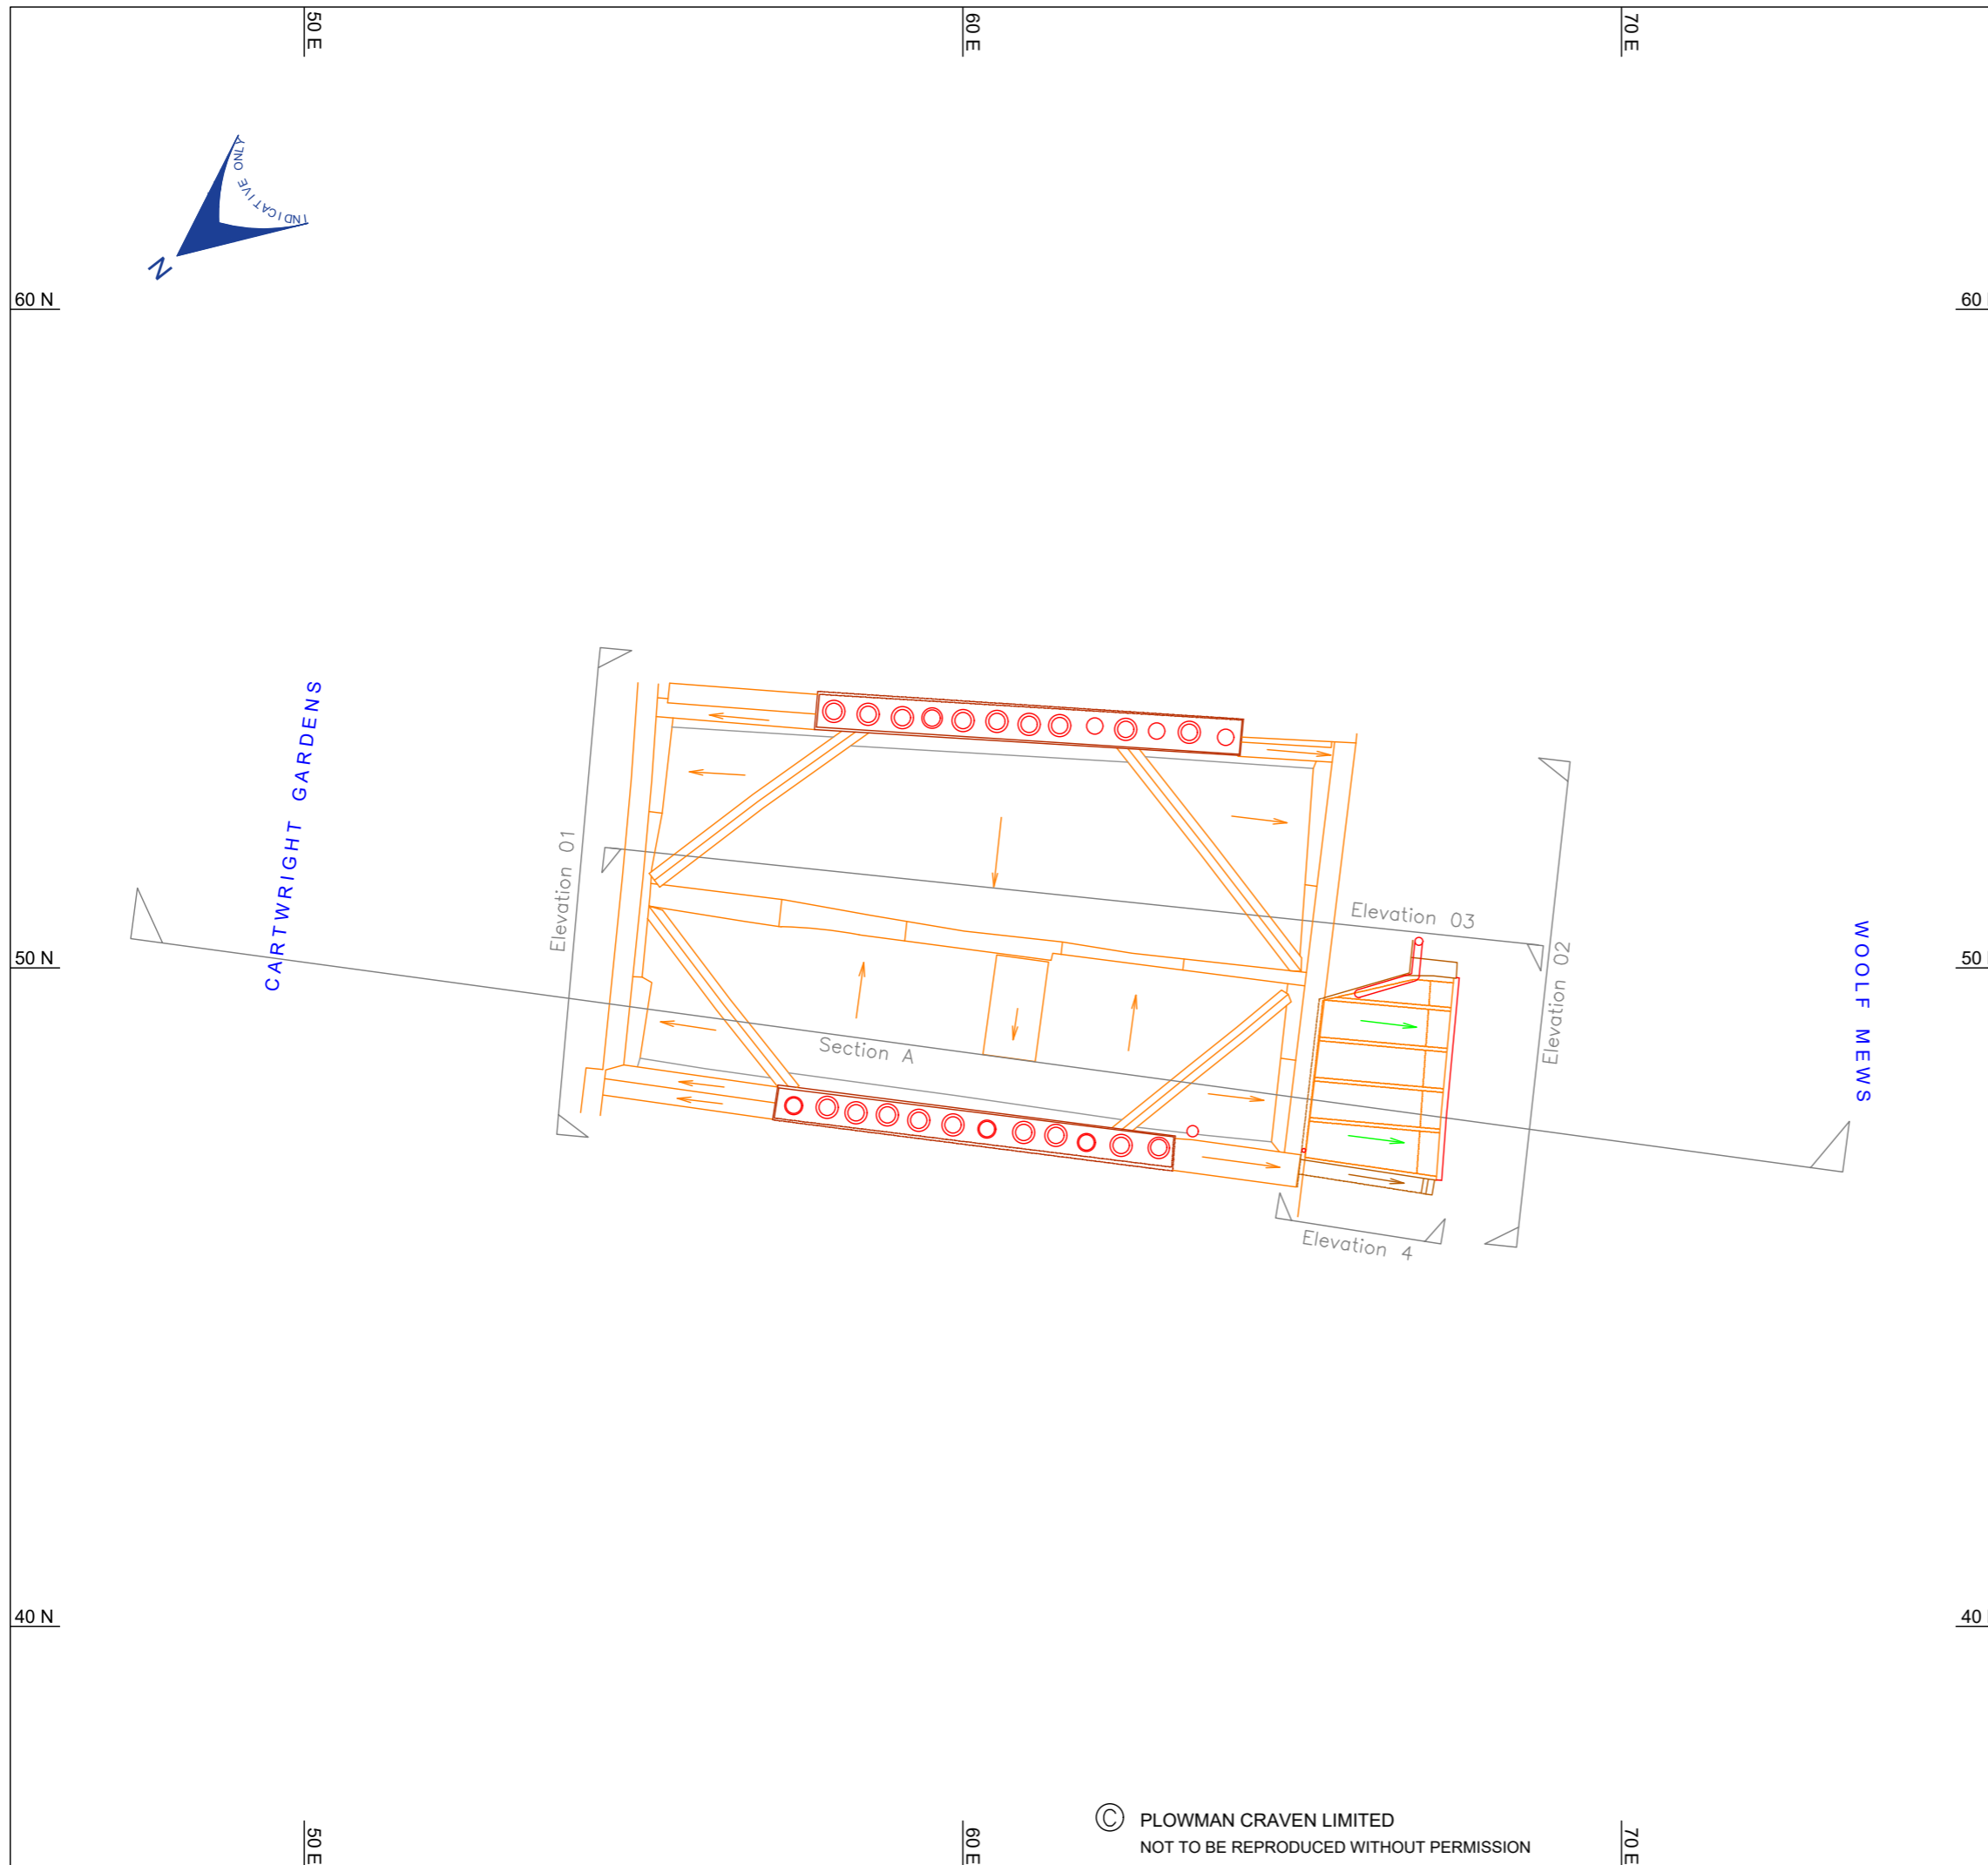 50 E
60 E
70 E
INDICATIVE ONLY
N
60 N
60
CARTWRIGHT GARDENS
Elevation 01
Elevation 03
Elevation 02
WOOLF MEWS
50 N
50
Section A
Elevation 4
40 N
40
© PLOWMAN CRAVEN LIMITED
NOT TO BE REPRODUCED WITHOUT PERMISSION
50 E
60 E
70 E